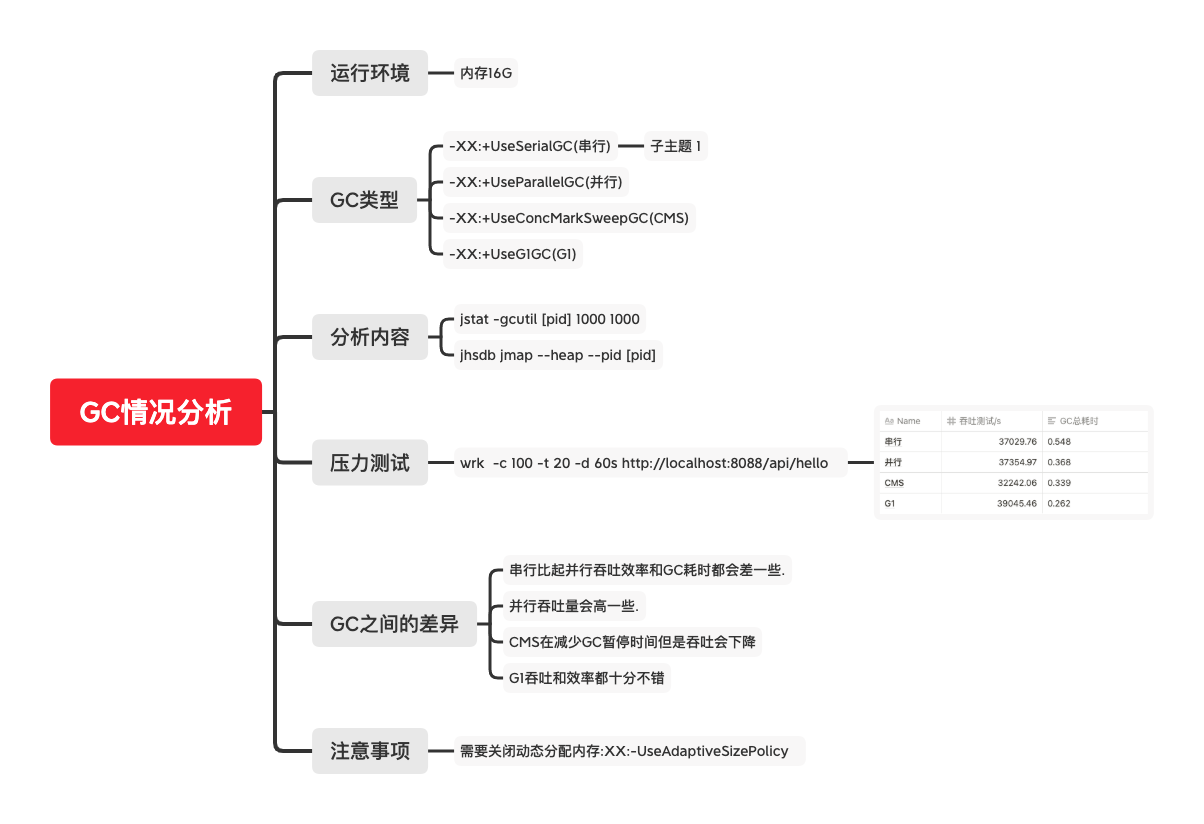 GC情况分析
运行环境
内存16G
GC类型
-XX:+UseSerialGC(串行)
子主题 1
-XX:+UseParallelGC(并行)
-XX:+UseConcMarkSweepGC(CMS)
-XX:+UseG1GC(G1)
分析内容
jstat -gcutil [pid] 1000 1000
jhsdb jmap --heap --pid [pid]
压力测试
wrk  -c 100 -t 20 -d 60s http://localhost:8088/api/hello
Aa Name 吞吐测试/s GC总耗时
串行 37029.76 0.548
并行 37354.97 0.368
CMS 32242.06 0.339
G1 39045.46 0.262
GC之间的差异
串行比起并行吞吐效率和GC耗时都会差一些.
并行吞吐量会高一些.
CMS在减少GC暂停时间但是吞吐会下降
G1吞吐和效率都十分不错
注意事项
需要关闭动态分配内存:XX:-UseAdaptiveSizePolicy